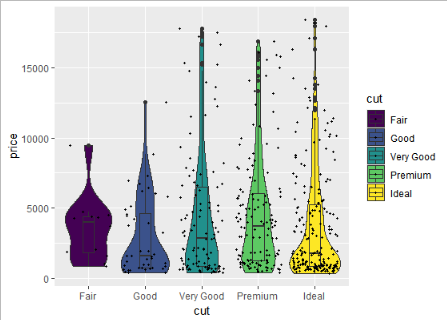 15000
10000
5000
0
price
Fair
Good
Very Good
Premium
Ideal
cut
cut
Fair
Good
Very Good
Premium
Ideal